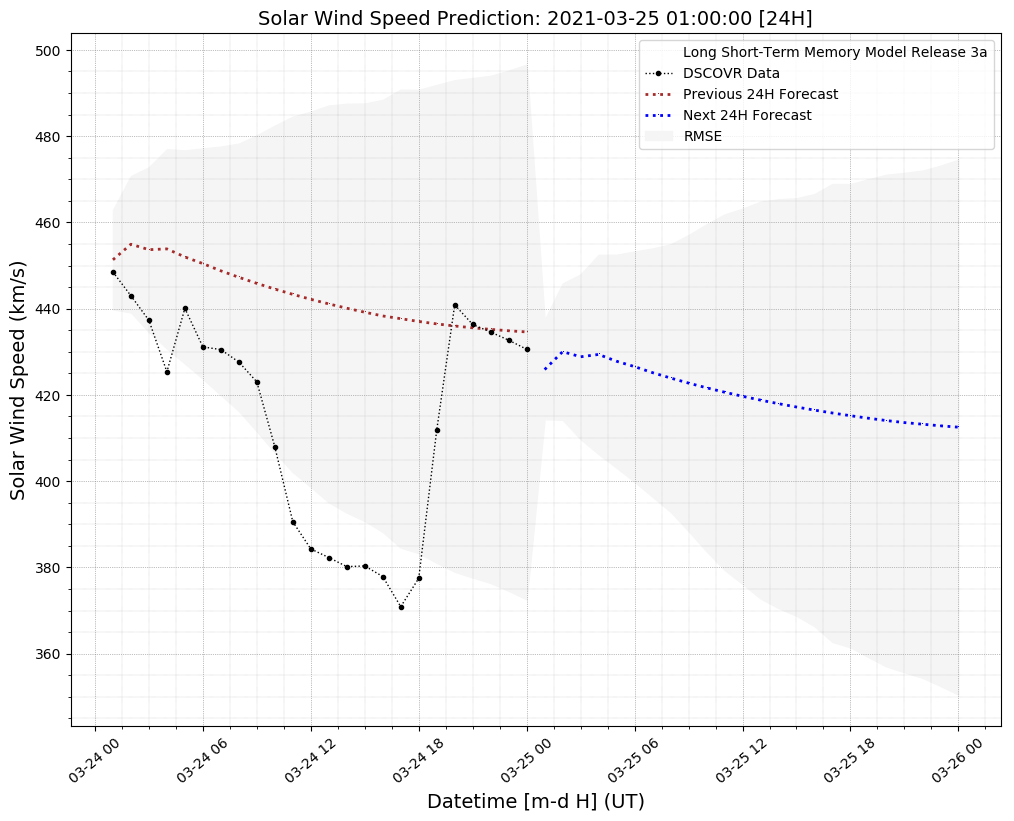 Solar Wind Speed Prediction: 2021-03-25 01:00:00 [24H]
Long Short-Term Memory Model Release 3a
DSCOVR Data
Previous 24H Forecast
Next 24H Forecast
RMSE
Solar Wind Speed (km/s)
500
480
460
440
420
400
380
360
03-24 00
03-24 06
03-24 12
03-24 18
03-25 00
03-25 06
03-25 12
03-25 18
03-26 00
Datetime [m-d H] (UT)